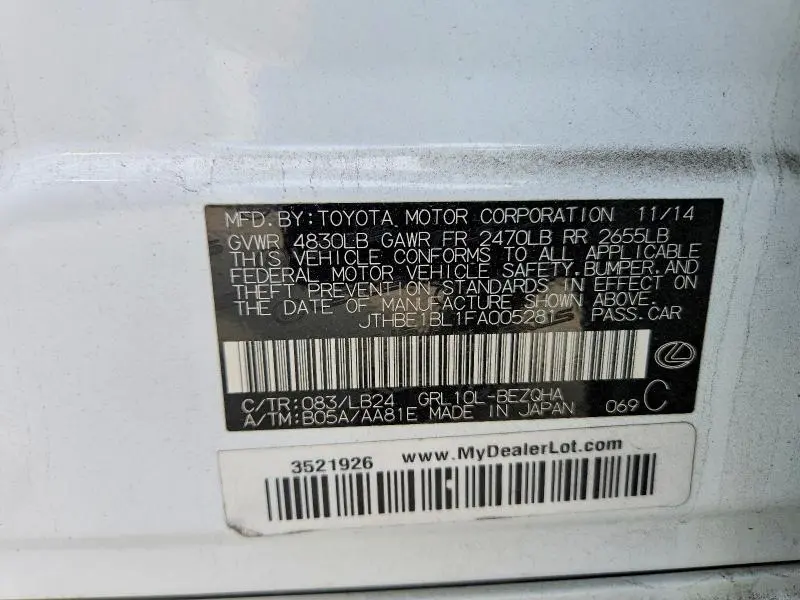 MFD. BY: TOYOTA MOTOR CORPORATION 11/14
GVWR 4830LB GAWR FR 2470LB RR 2655LB
THIS VEHICLE CONFORMS TO ALL APPLICABLE
FEDERAL MOTOR VEHICLE SAFETY, BUMPER, AND
THEFT PREVENTION STANDARDS IN EFFECT ON
THE DATE OF MANUFACTURE SHOWN ABOVE.
JTHBE1BL1FA005281 PASS.CAR
C/TR: 083/LB24 GRL10L-BEZQHA
A/TM: B05A/AA81E MADE IN JAPAN 069 C
3521926 www.MyDealerLot.com